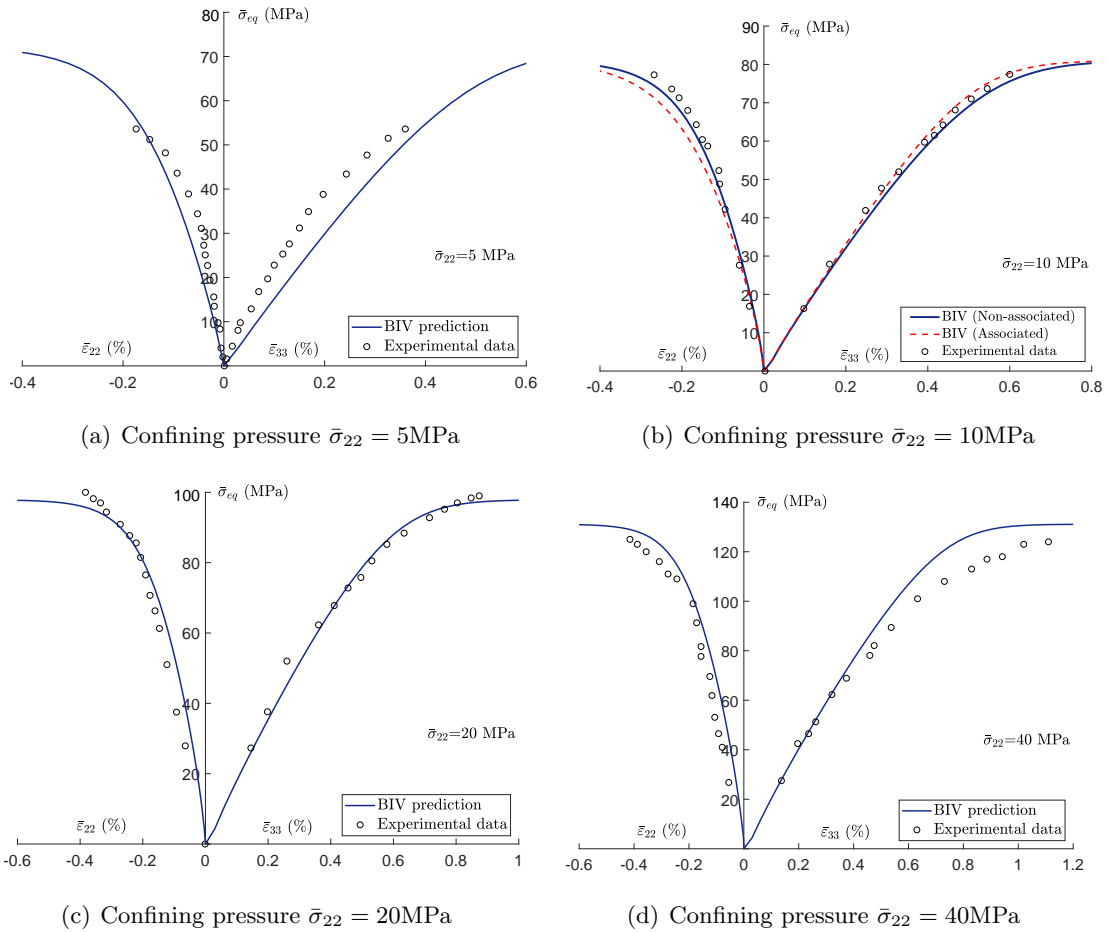 σ̄eq (MPa)
80
70
60
50
40
30
20
10
σ̄22=5 MPa
BIV prediction
Experimental data
ε̄22 (%)
ε̄33 (%)
-0.4 -0.2 0 0.2 0.4 0.6
(a) Confining pressure σ̄22 = 5MPa
σ̄eq (MPa)
90
80
70
60
50
40
30
20
10
σ̄22=10 MPa
BIV (Non-associated)
BIV (Associated)
Experimental data
ε̄22 (%)
ε̄33 (%)
-0.4 -0.2 0 0.2 0.4 0.6 0.8
(b) Confining pressure σ̄22 = 10MPa
σ̄eq (MPa)
100
80
60
40
20
σ̄22=20 MPa
BIV prediction
Experimental data
ε̄22 (%)
ε̄33 (%)
-0.6 -0.4 -0.2 0 0.2 0.4 0.6 0.8 1
(c) Confining pressure σ̄22 = 20MPa
σ̄eq (MPa)
140
120
100
80
60
40
20
σ̄22=40 MPa
BIV prediction
Experimental data
ε̄22 (%)
ε̄33 (%)
-0.6 -0.4 -0.2 0 0.2 0.4 0.6 0.8 1 1.2
(d) Confining pressure σ̄22 = 40MPa